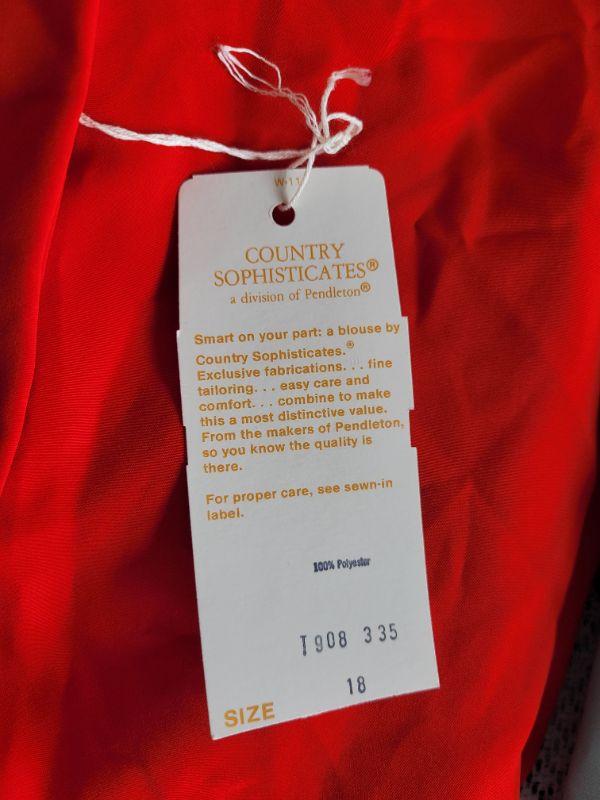 W-11
COUNTRY
SOPHISTICATES®
a division of Pendleton®
Smart on your part: a blouse by
Country Sophisticates.®
Exclusive fabrications. . . fine
tailoring. . . easy care and
comfort. . . combine to make
this a most distinctive value.
From the makers of Pendleton,
so you know the quality is
there.
For proper care, see sewn-in
label.
100% Polyester
T908 335
18
SIZE